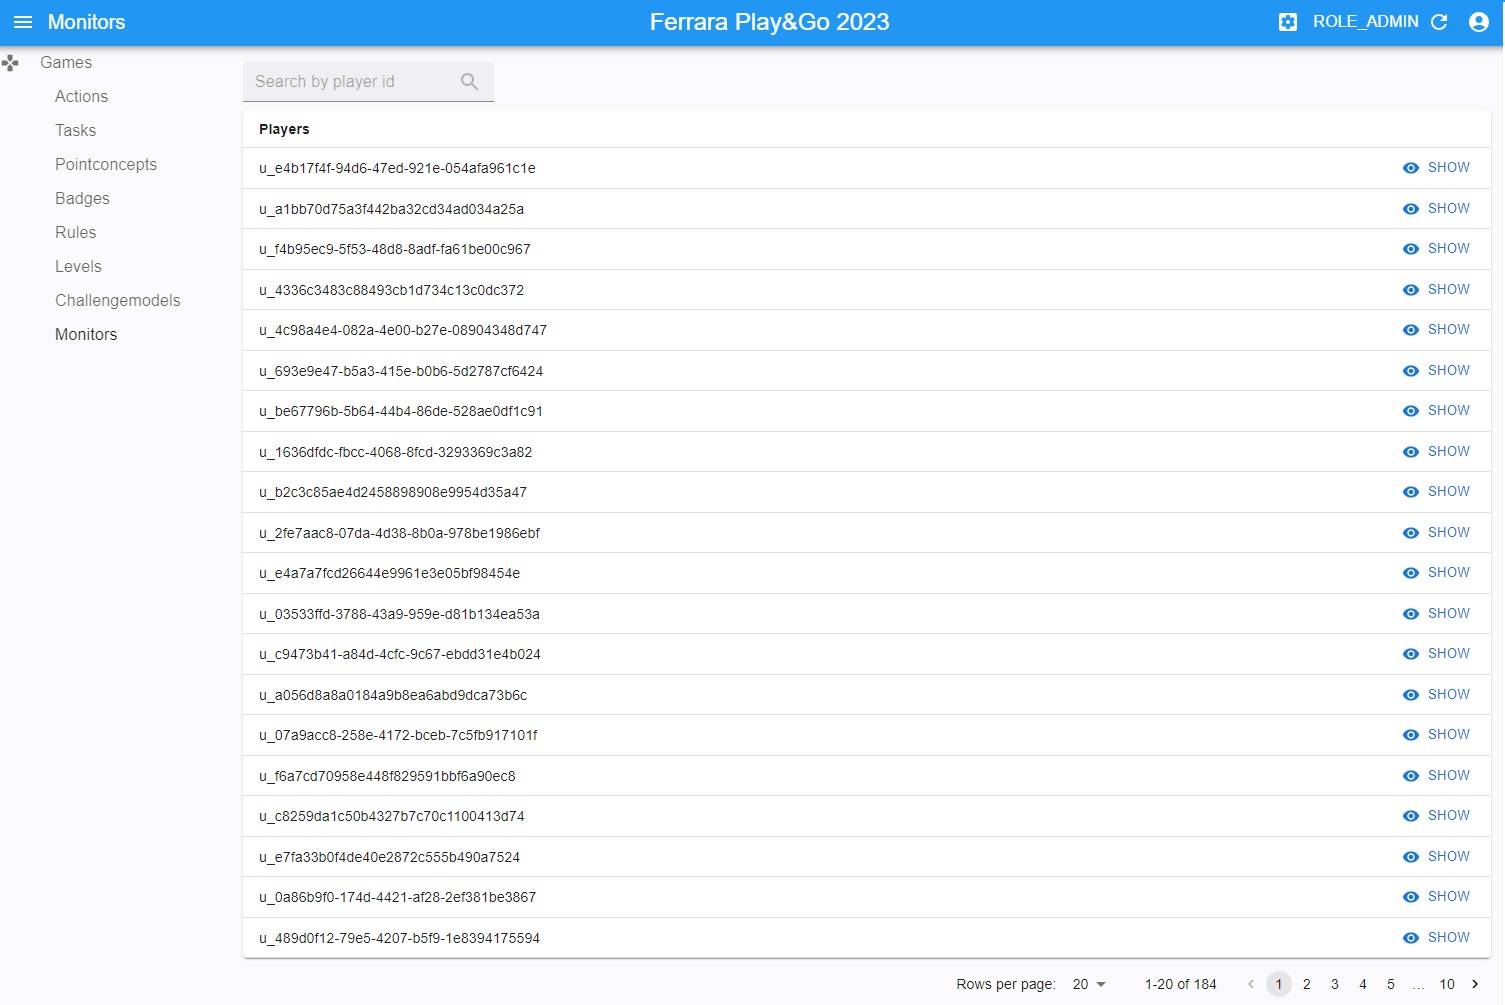 Monitors
Ferrara Play&Go 2023
ROLE_ADMIN
Games
Actions
Tasks
Pointconcepts
Badges
Rules
Levels
Challengemodels
Monitors
Search by player id
Players
u_e4b17f4f-94d6-47ed-921e-054afa961c1e SHOW
u_a1bb70d75a3f442ba32cd34ad034a25a SHOW
u_f4b95ec9-5f53-48d8-8adf-fa61be00c967 SHOW
u_4336c3483c88493cb1d734c13c0dc372 SHOW
u_4c98a4e4-082a-4e00-b27e-08904348d747 SHOW
u_693e9e47-b5a3-415e-b0b6-5d2787cf6424 SHOW
u_be67796b-5b64-44b4-86de-528ae0df1c91 SHOW
u_1636dfdc-fbcc-4068-8fcd-3293369c3a82 SHOW
u_b2c3c85ae4d2458898908e9954d35a47 SHOW
u_2fe7aac8-07da-4d38-8b0a-978be1986ebf SHOW
u_e4a7a7fcd26644e9961e3e05bf98454e SHOW
u_03533ffd-3788-43a9-959e-d81b134ea53a SHOW
u_c9473b41-a84d-4cfc-9c67-ebdd31e4b024 SHOW
u_a056d8a8a0184a9b8ea6abd9dca73b6c SHOW
u_07a9acc8-258e-4172-bceb-7c5fb917101f SHOW
u_f6a7cd70958e448f829591bbf6a90ec8 SHOW
u_c8259da1c50b4327b7c70c1100413d74 SHOW
u_e7fa33b0f4de40e2872c555b490a7524 SHOW
u_0a86b9f0-174d-4421-af28-2ef381be3867 SHOW
u_489d0f12-79e5-4207-b5f9-1e8394175594 SHOW
Rows per page: 20 1-20 of 184 1 2 3 4 5 ... 10